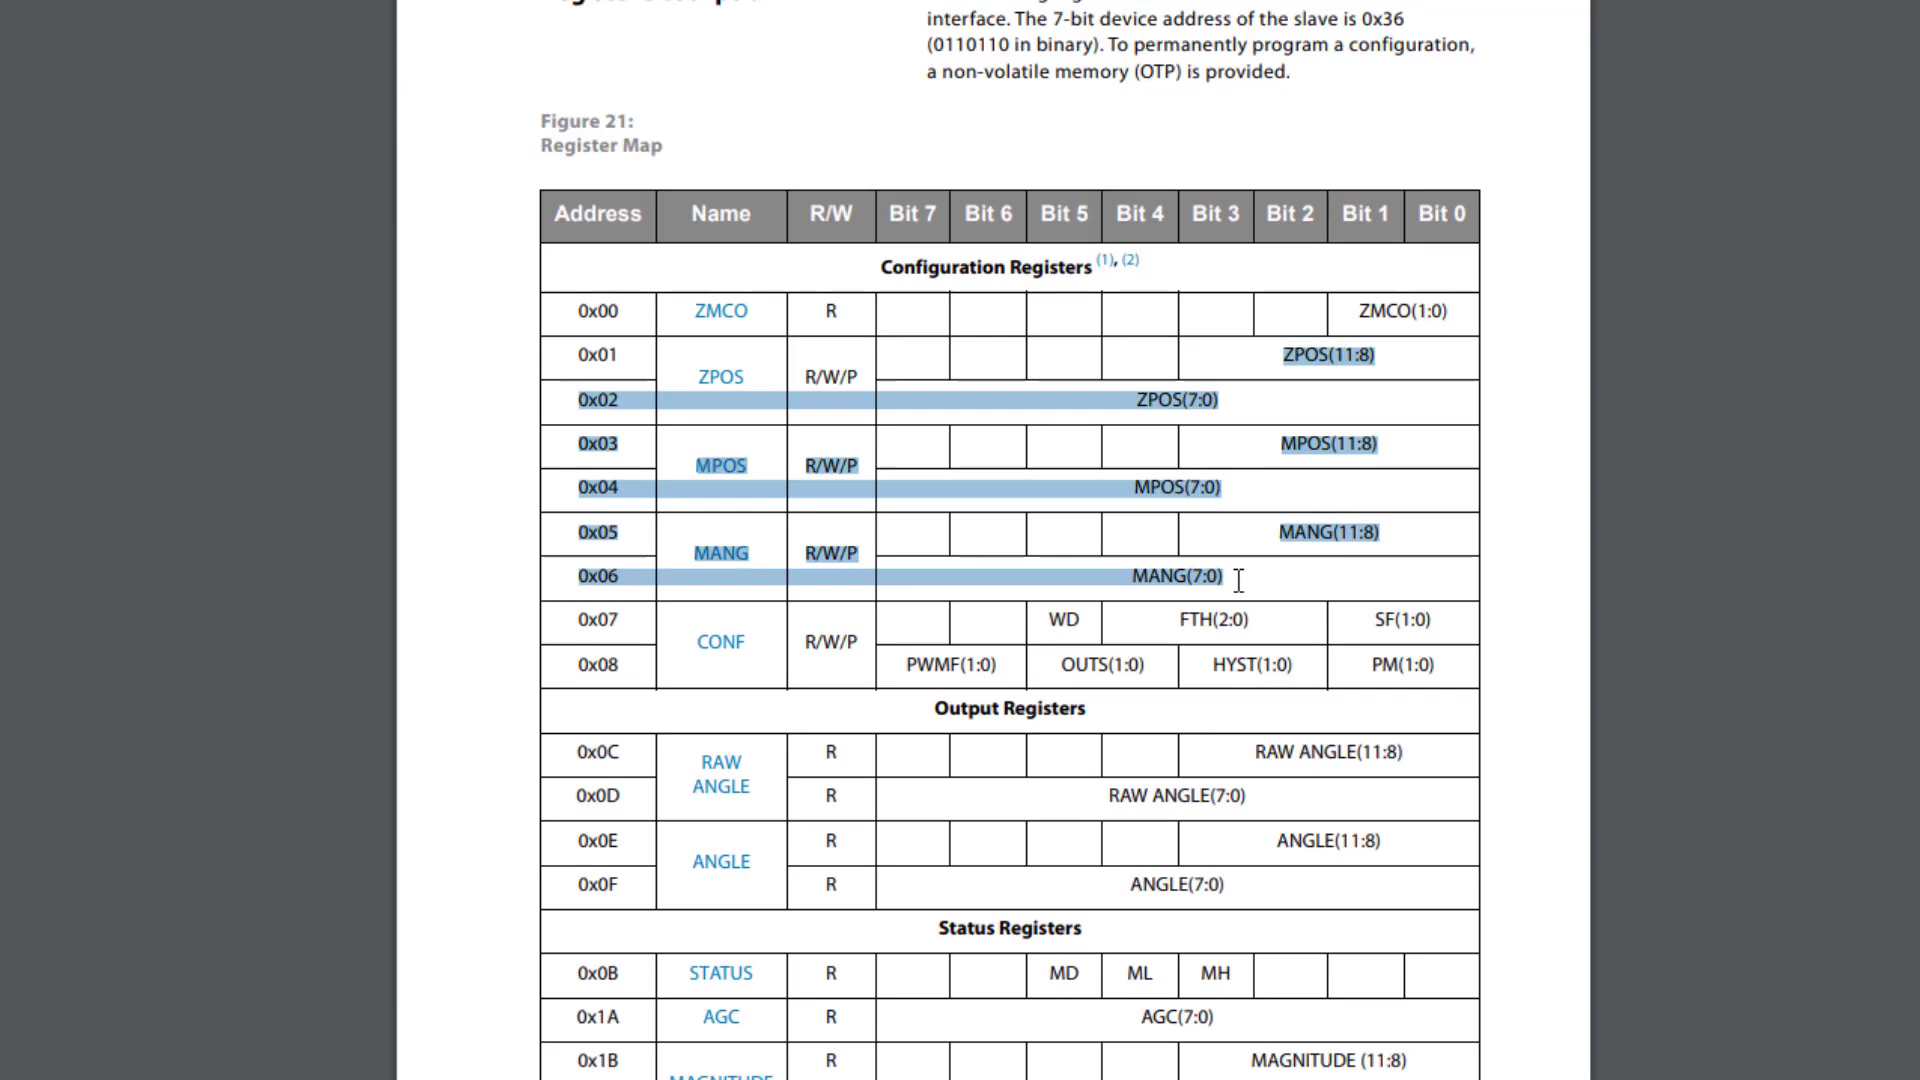 interface. The 7-bit device address of the slave is 0x36
(0110110 in binary). To permanently program a configuration,
a non-volatile memory (OTP) is provided.
Figure 21:
Register Map
Address Name R/W Bit 7 Bit 6 Bit 5 Bit 4 Bit 3 Bit 2 Bit 1 Bit 0
Configuration Registers (1), (2)
0x00 ZMCO R ZMCO(1:0)
0x01 ZPOS(11:8)
ZPOS R/W/P
0x02 ZPOS(7:0)
0x03 MPOS(11:8)
MPOS R/W/P
0x04 MPOS(7:0)
0x05 MANG(11:8)
MANG R/W/P
0x06 MANG(7:0)
0x07 WD FTH(2:0) SF(1:0)
CONF R/W/P
0x08 PWMF(1:0) OUTS(1:0) HYST(1:0) PM(1:0)
Output Registers
0x0C R RAW ANGLE(11:8)
RAW
ANGLE
0x0D R RAW ANGLE(7:0)
0x0E R ANGLE(11:8)
ANGLE
0x0F R ANGLE(7:0)
Status Registers
0x0B STATUS R MD ML MH
0x1A AGC R AGC(7:0)
0x1B R MAGNITUDE (11:8)
MAGNITUDE